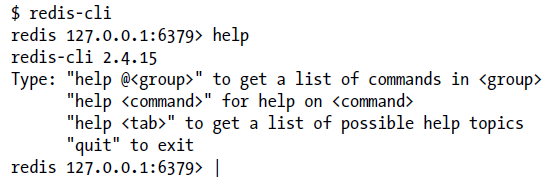 $ redis-cli
redis 127.0.0.1:6379> help
redis-cli 2.4.15
Type: "help @<group>" to get a list of commands in <group>
      "help <command>" for help on <command>
      "help <tab>" to get a list of possible help topics
      "quit" to exit
redis 127.0.0.1:6379> |